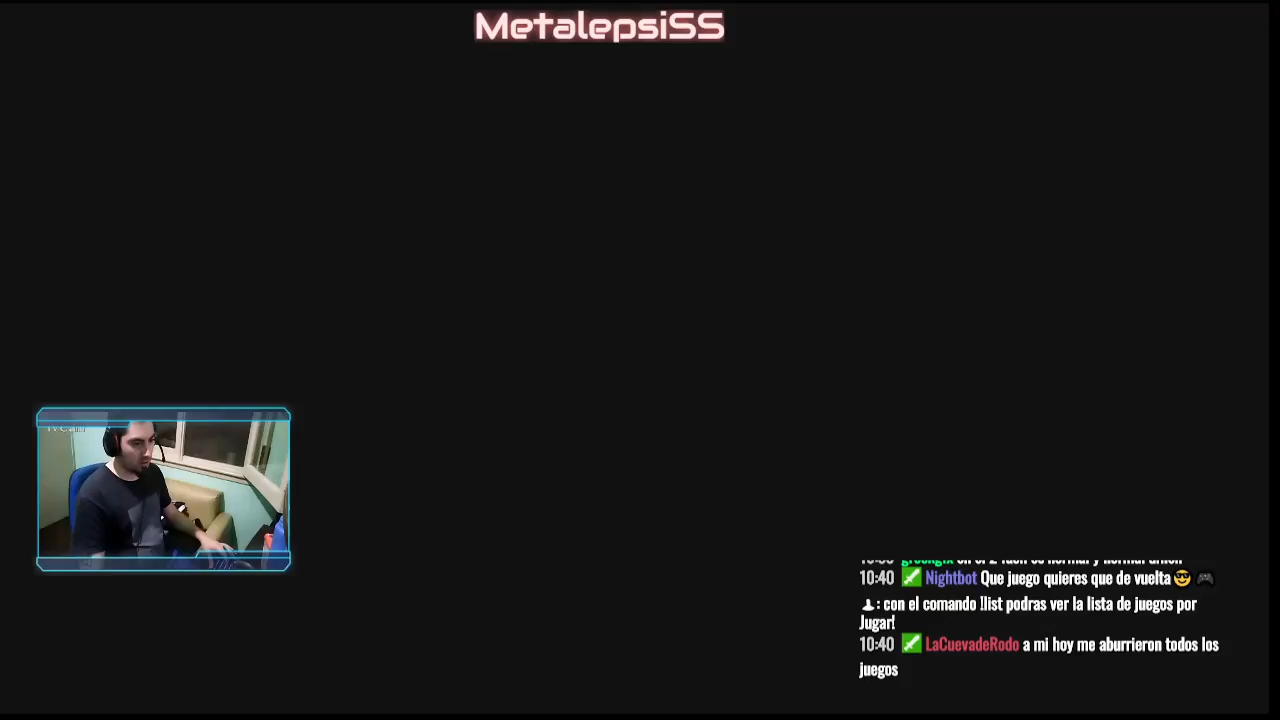 MetalepsiSS
10:40 Nightbot Que juego quieres que de vuelta😎 🎮
🕹: con el comando !list podras ver la lista de juegos por
Jugar!
10:40 LaCuevadeRodo a mi hoy me aburrieron todos los
juegos